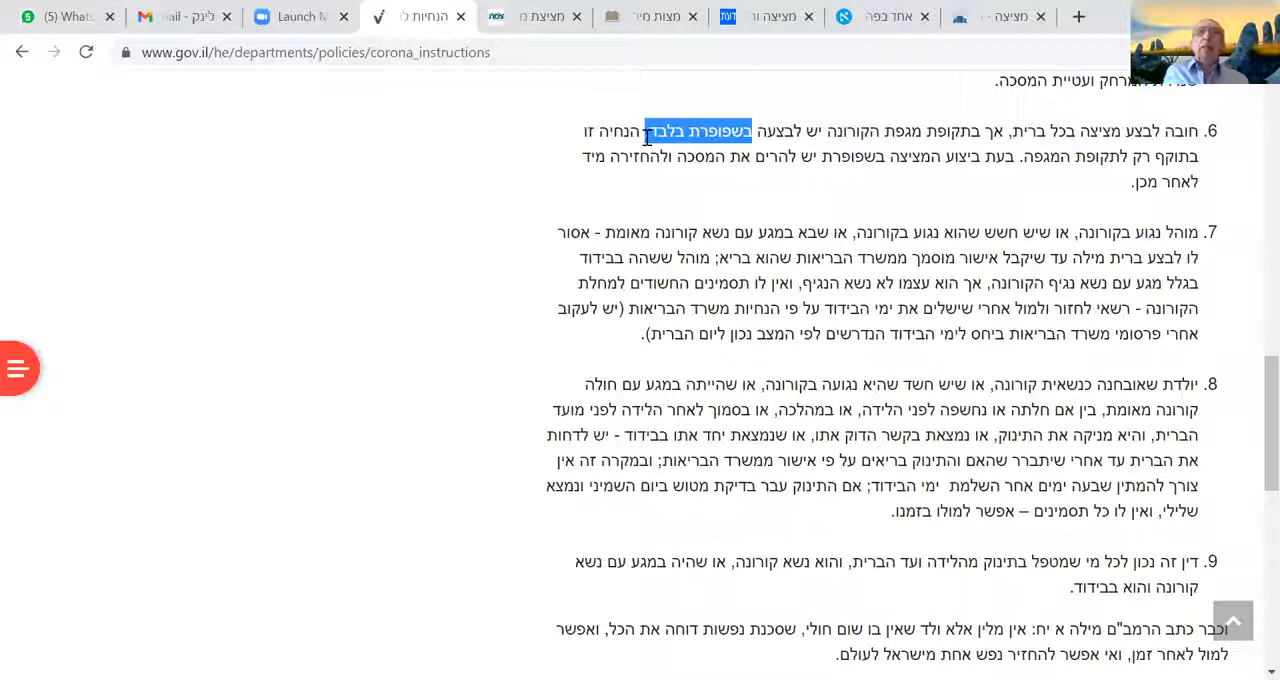 (5) Whats
לינק - ail
Launch M
הנחיות לי
מציצת מ
מצות מיל
מציצה ור
אחד בפה
מציצה - ו
www.gov.il/he/departments/policies/corona_instructions
המרחק ועטיית המסכה.
6. חובה לבצע מציצה בכל ברית, אך בתקופת מגפת הקורונה יש לבצעה בשפופרת בלבד. הנחיה זו
בתוקף רק לתקופת המגפה. בעת ביצוע המציצה בשפופרת יש להרים את המסכה ולהחזירה מיד
לאחר מכן.
7. מוהל נגוע בקורונה, או שיש חשש שהוא נגוע בקורונה, או שבא במגע עם נשא קורונה מאומת - אסור
לו לבצע ברית מילה עד שיקבל אישור מוסמך ממשרד הבריאות שהוא בריא; מוהל ששהה בבידוד
בגלל מגע עם נשא נגיף הקורונה, אך הוא עצמו לא נשא הנגיף, ואין לו תסמינים החשודים למחלת
הקורונה - רשאי לחזור ולמול אחרי שישלים את ימי הבידוד על פי הנחיות משרד הבריאות (יש לעקוב
אחרי פרסומי משרד הבריאות ביחס לימי הבידוד הנדרשים לפי המצב נכון ליום הברית).
8. יולדת שאובחנה כנשאית קורונה, או שיש חשד שהיא נגועה בקורונה, או שהייתה במגע עם חולה
קורונה מאומת, בין אם חלתה או נחשפה לפני הלידה, או במהלכה, או בסמוך לאחר הלידה לפני מועד
הברית, והיא מניקה את התינוק, או נמצאת בקשר הדוק אתו, או שנמצאת יחד אתו בבידוד - יש לדחות
את הברית עד אחרי שיתברר שהאם והתינוק בריאים על פי אישור ממשרד הבריאות; ובמקרה זה אין
צורך להמתין שבעה ימים אחר השלמת ימי הבידוד; אם התינוק עבר בדיקת מטוש ביום השמיני ונמצא
שלילי, ואין לו כל תסמינים – אפשר למולו בזמנו.
9. דין זה נכון לכל מי שמטפל בתינוק מהלידה ועד הברית, והוא נשא קורונה, או שהיה במגע עם נשא
קורונה והוא בבידוד.
וכבר כתב הרמב"ם מילה א יח: אין מלין אלא ולד שאין בו שום חולי, שסכנת נפשות דוחה את הכל, ואפשר
למול לאחר זמן, ואי אפשר להחזיר נפש אחת מישראל לעולם.